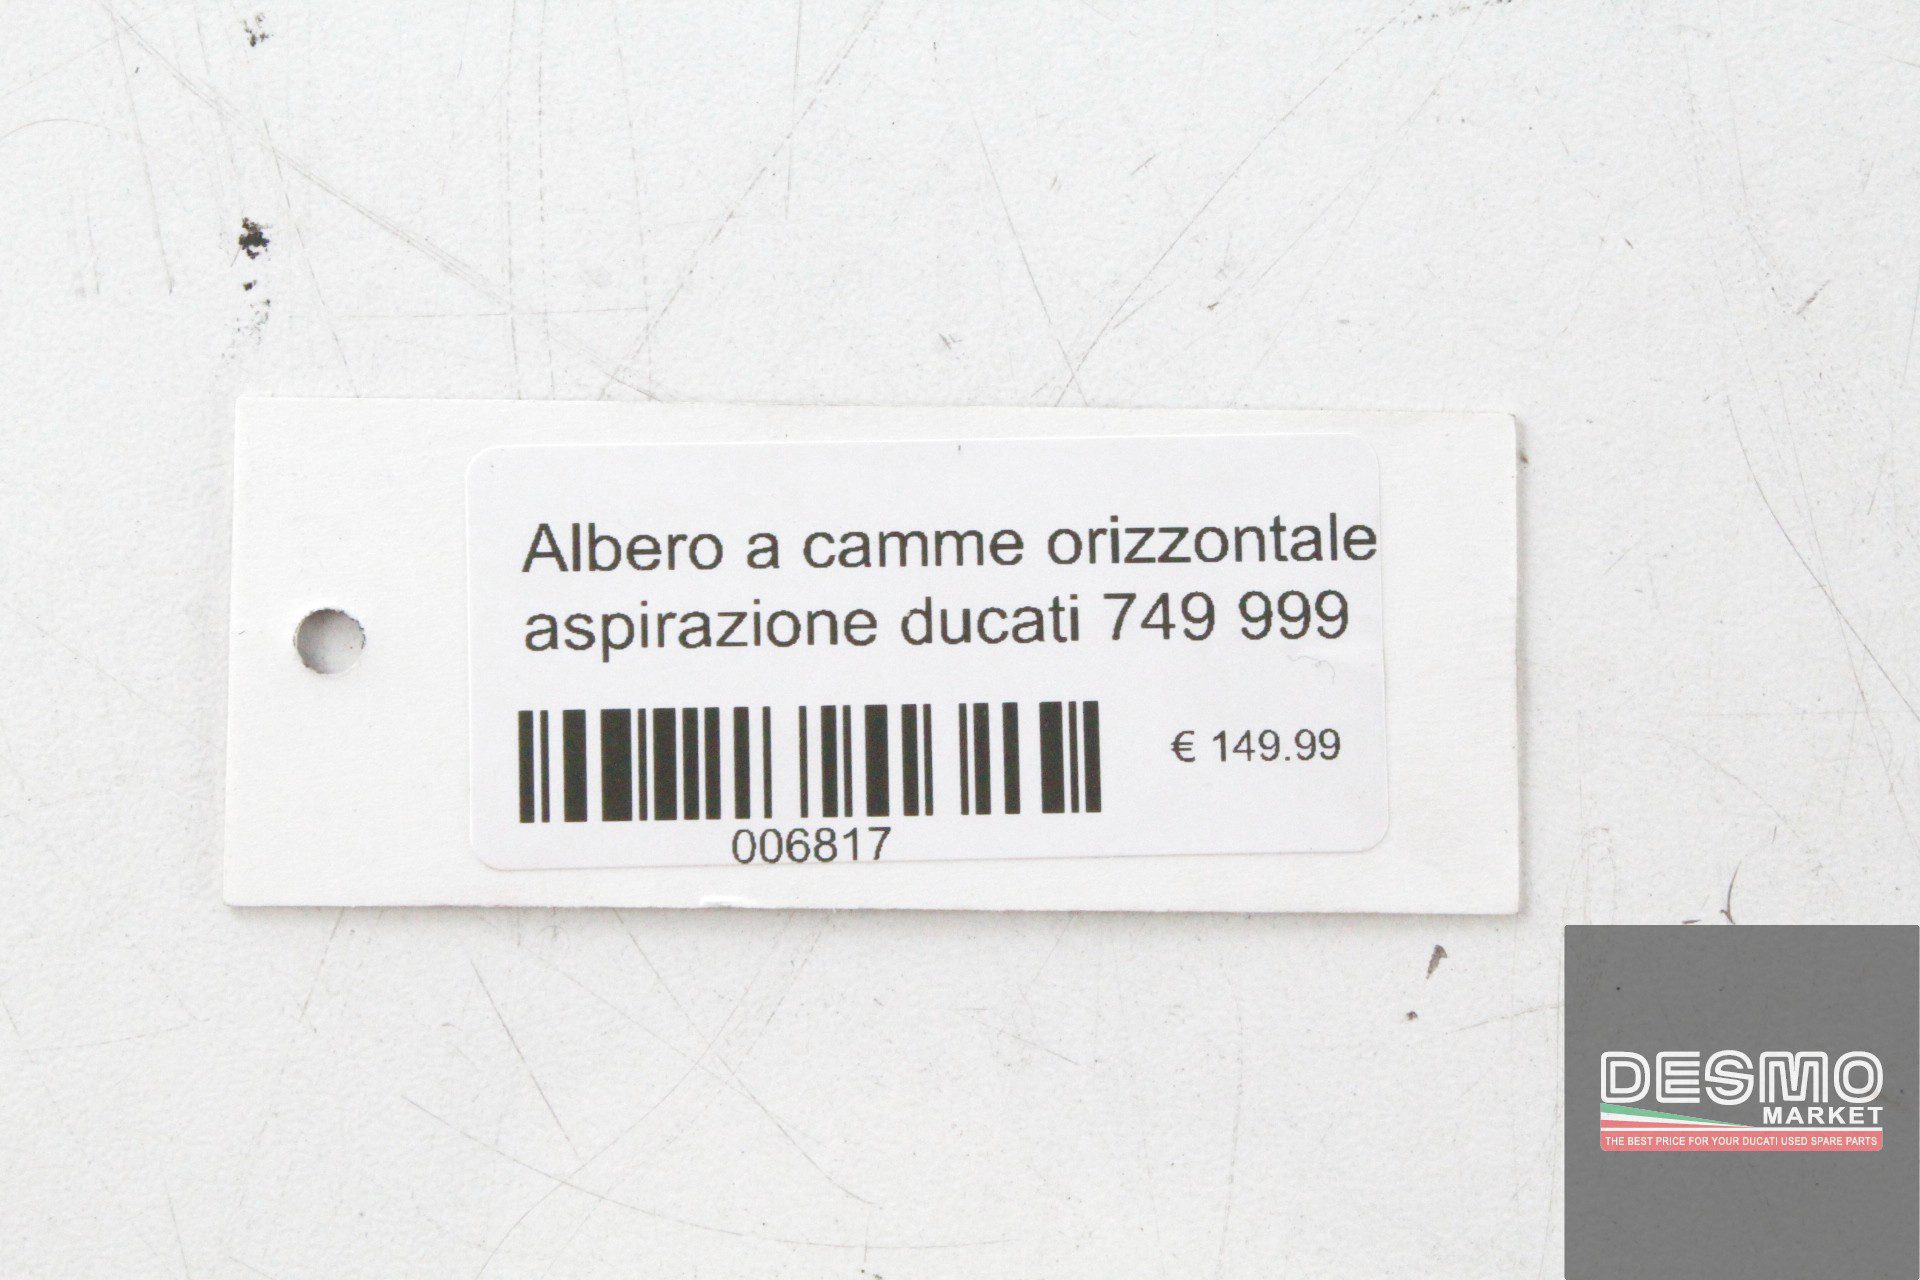 Albero a camme orizzontale
aspirazione ducati 749 999
€ 149.99
006817
DESMO
MARKET
THE BEST PRICE FOR YOUR DUCATI USED SPARE PARTS